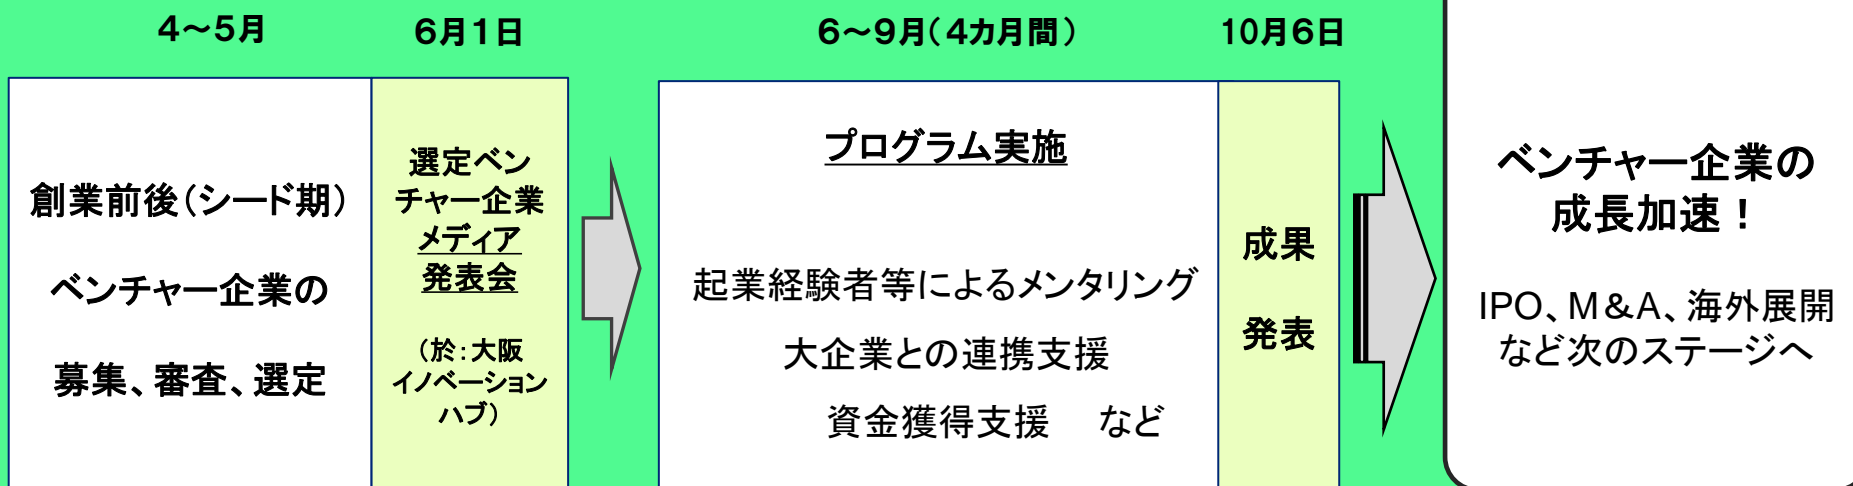 4～5月
6月1日
6～9月（4カ月間）
10月6日
創業前後（シード期）
ベンチャー企業の
募集、審査、選定
選定ベン
チャー企業
メディア
発表会
（於：大阪
イノベーション
ハブ）
プログラム実施
起業経験者等によるメンタリング
大企業との連携支援
資金獲得支援　など
成果
発表
ベンチャー企業の
成長加速！
IPO、M＆A、海外展開
など次のステージへ